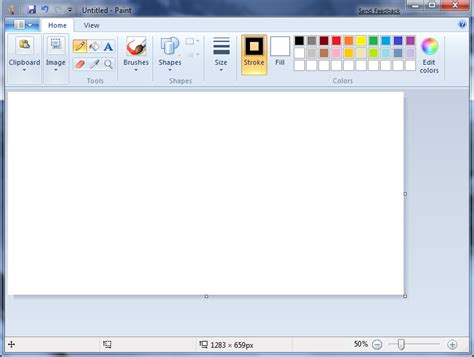 Untitled - Paint
Send Feedback
Home View
Clipboard Image Brushes Shapes Size Stroke Fill Edit colors
Tools Shapes Colors
1283 × 659px 50%